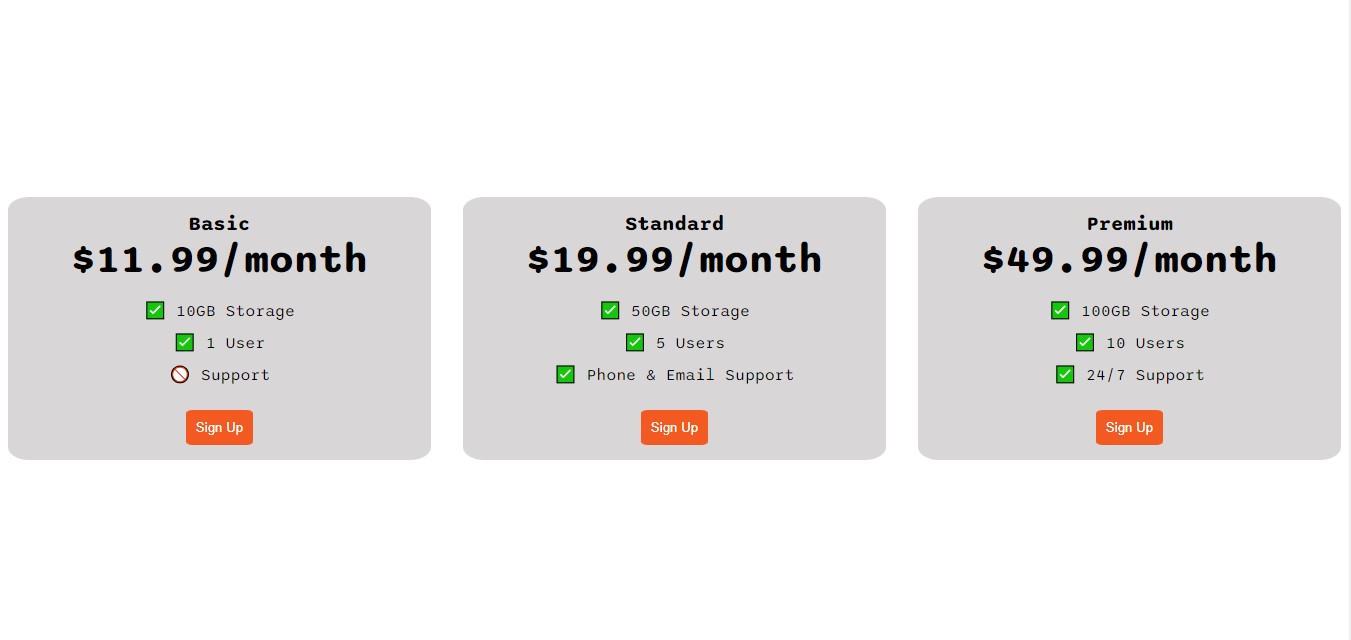 Basic
$11.99/month
✅ 10GB Storage
✅ 1 User
🚫 Support
Sign Up
Standard
$19.99/month
✅ 50GB Storage
✅ 5 Users
✅ Phone & Email Support
Sign Up
Premium
$49.99/month
✅ 100GB Storage
✅ 10 Users
✅ 24/7 Support
Sign Up